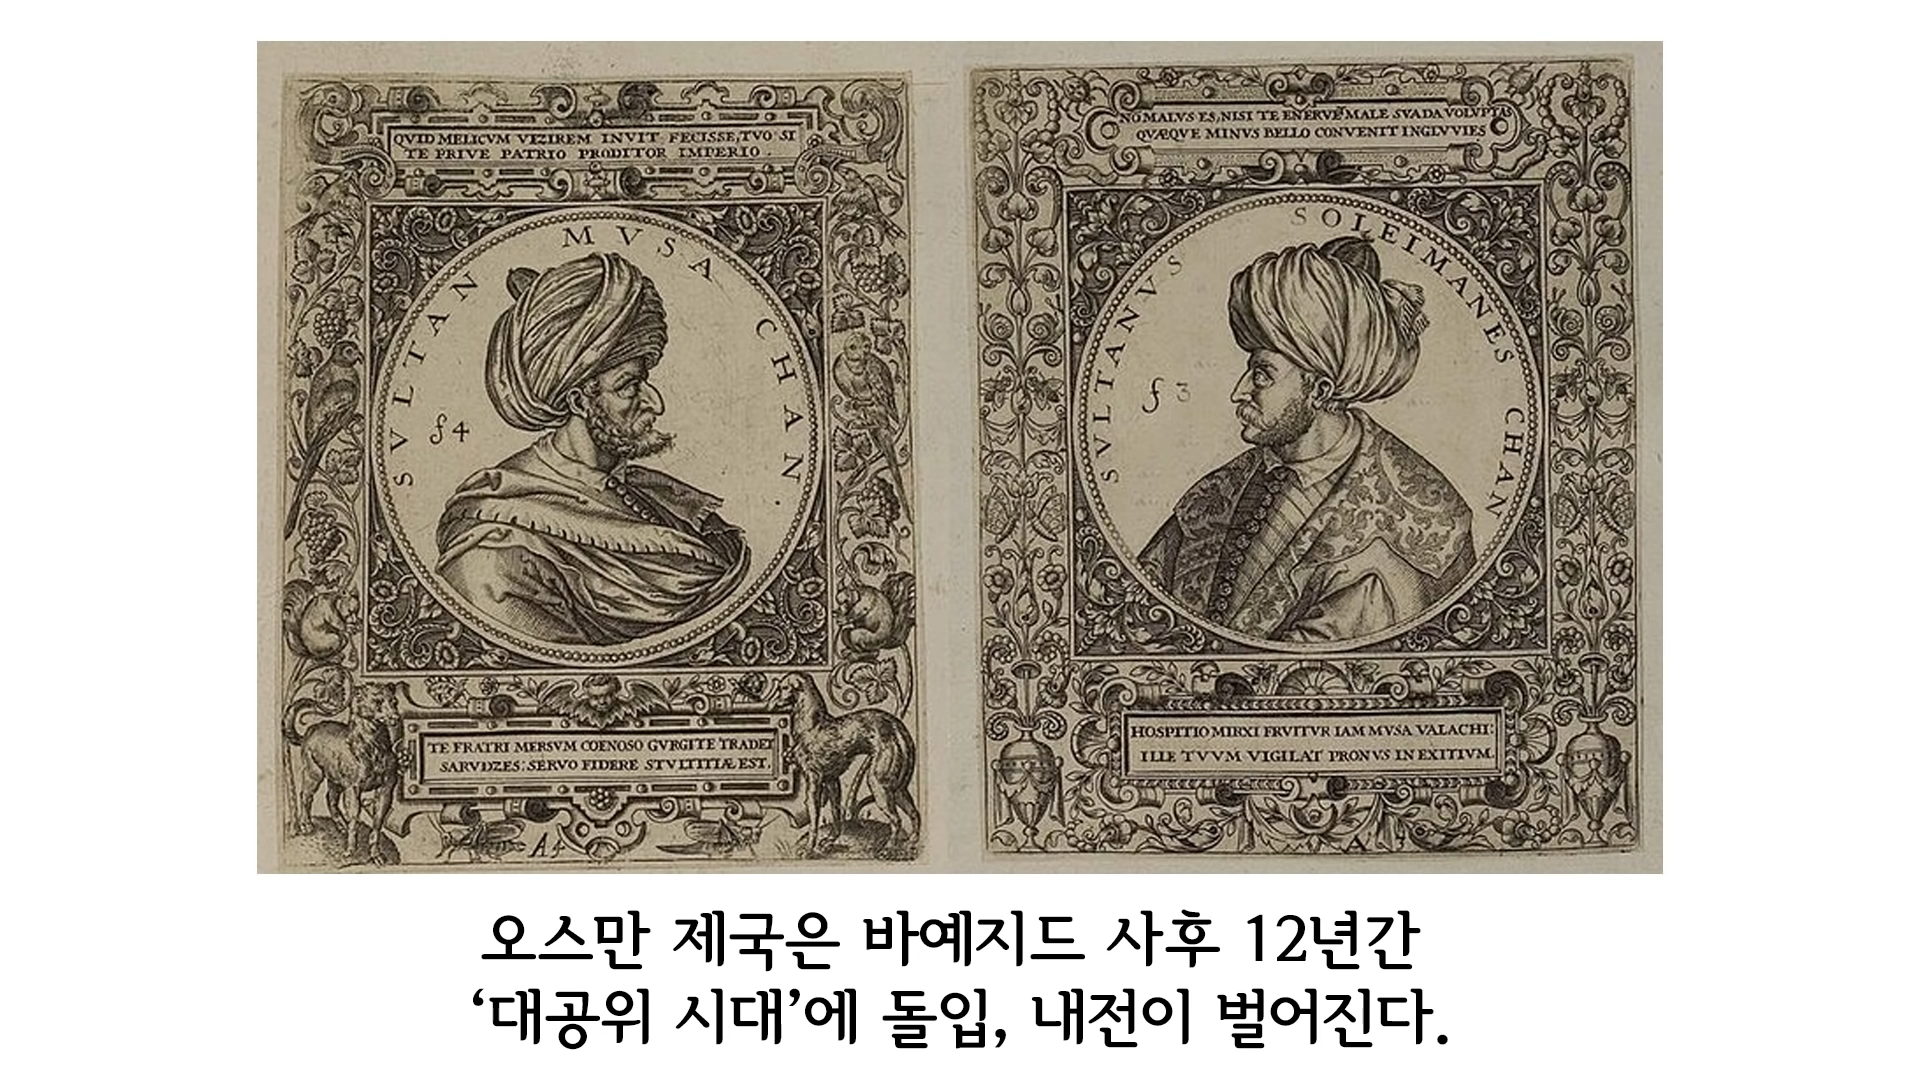 QVID MELICVM VIZIREM INVIT FECISSE, TVO SI
TE PRIVE PATRIO PRODITOR IMPERIO
SVLTAN MVSA CHAN.
f4
TE FRATRI MERSVM COENOSO GVRGITE TRADET
SARVDZES: SERVO FIDERE STVLTITIÆ EST.
A4
NO MALVS ES, NISI TE ENERVET MALE SVADA VOLVPTAS
QVÆQVE MINVS BELLO CONVENIT INGLVVIES
SVLTANVS SOLEIMANES CHAN
f 3
HOSPITIO MIRXI FRVITVR IAM MVSA VALACHI:
ILLE TVVM VIGILAT PRONVS IN EXITIVM.
오스만 제국은 바예지드 사후 12년간
‘대공위 시대’에 돌입, 내전이 벌어진다.